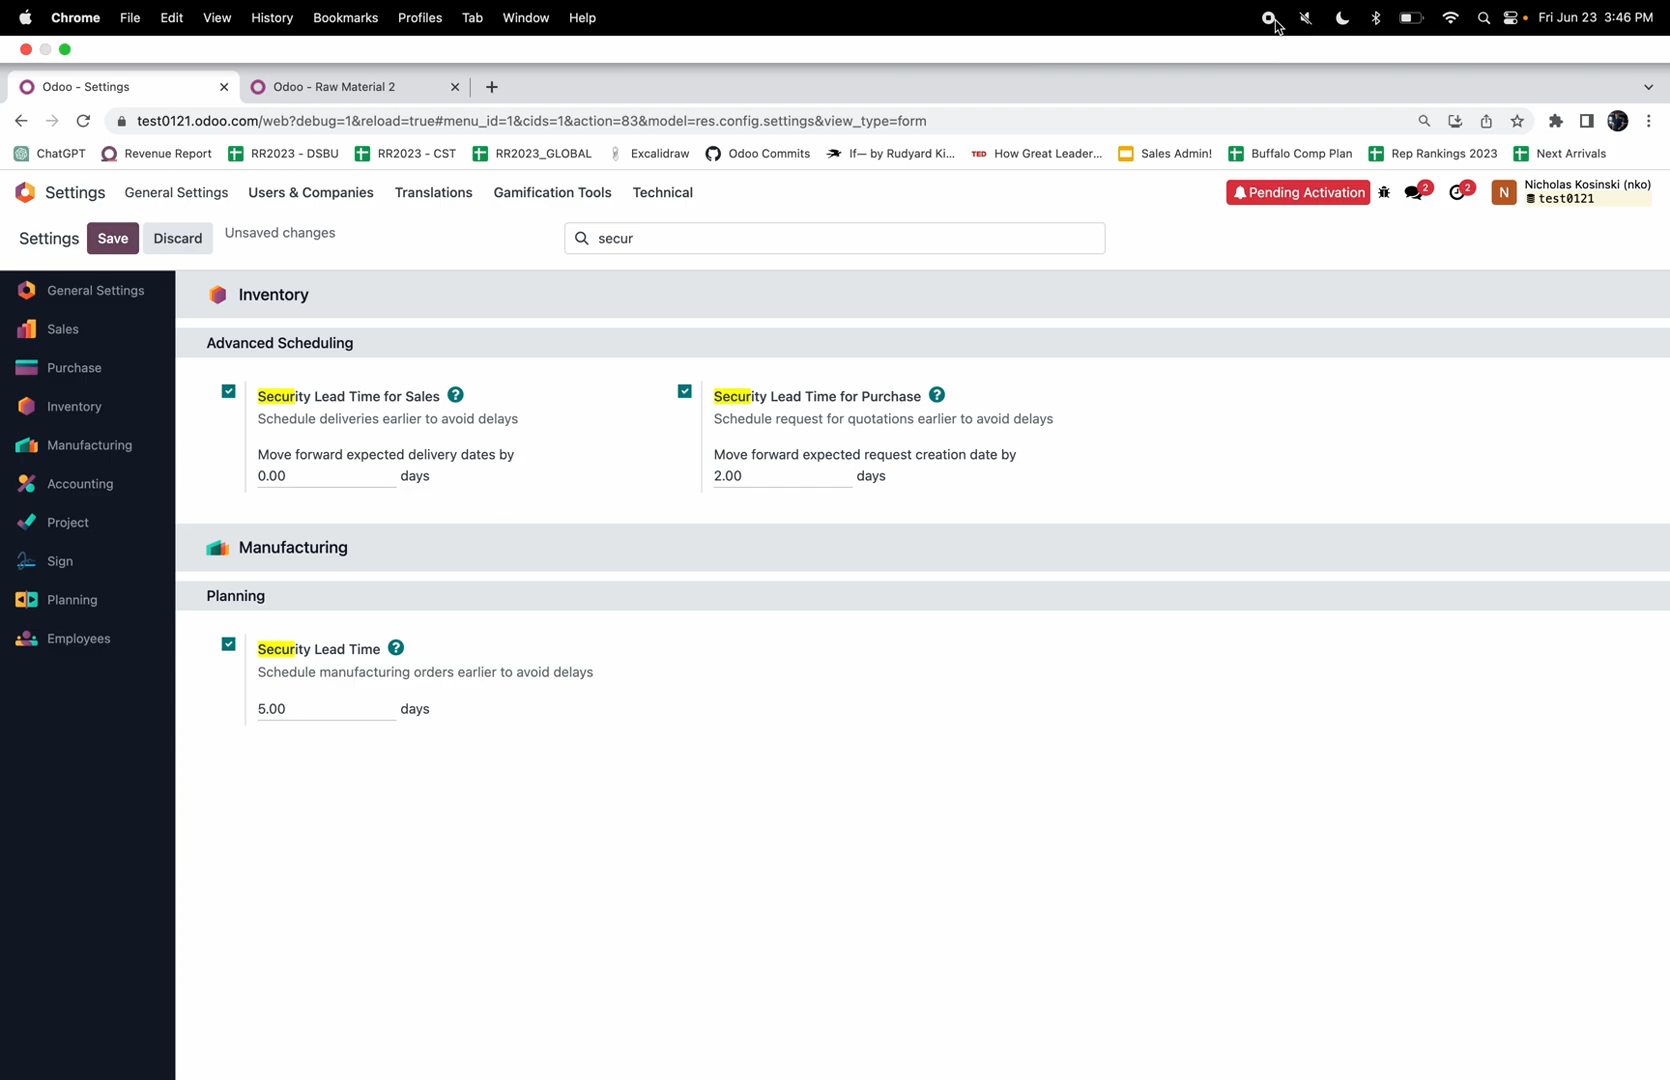 Chrome File Edit View History Bookmarks Profiles Tab Window Help Fri Jun 23 3:46 PM
Odoo - Settings Odoo - Raw Material 2
test0121.odoo.com/web?debug=1&reload=true#menu_id=1&cids=1&action=83&model=res.config.settings&view_type=form
ChatGPT Revenue Report RR2023 - DSBU RR2023 - CST RR2023_GLOBAL Excalidraw Odoo Commits If— by Rudyard Ki... TED How Great Leader... Sales Admin! Buffalo Comp Plan Rep Rankings 2023 Next Arrivals
Settings General Settings Users & Companies Translations Gamification Tools Technical Pending Activation 2 2 N Nicholas Kosinski (nko)
test0121
Settings Save Discard Unsaved changes secur
General Settings
Sales
Purchase
Inventory
Manufacturing
Accounting
Project
Sign
Planning
Employees
Inventory
Advanced Scheduling
Security Lead Time for Sales ?
Schedule deliveries earlier to avoid delays
Move forward expected delivery dates by
0.00 days
Security Lead Time for Purchase ?
Schedule request for quotations earlier to avoid delays
Move forward expected request creation date by
2.00 days
Manufacturing
Planning
Security Lead Time ?
Schedule manufacturing orders earlier to avoid delays
5.00 days